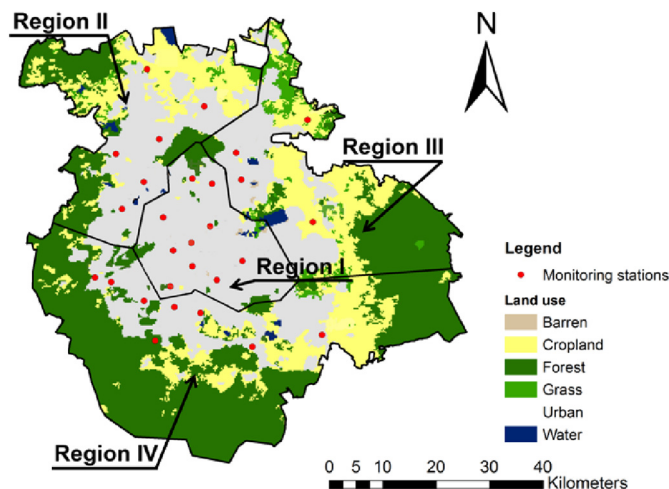 Region II
N
Region III
Legend
Monitoring stations
Region I
Land use
Barren
Cropland
Forest
Grass
Urban
Water
Region IV
0 5 10 20 30 40
Kilometers